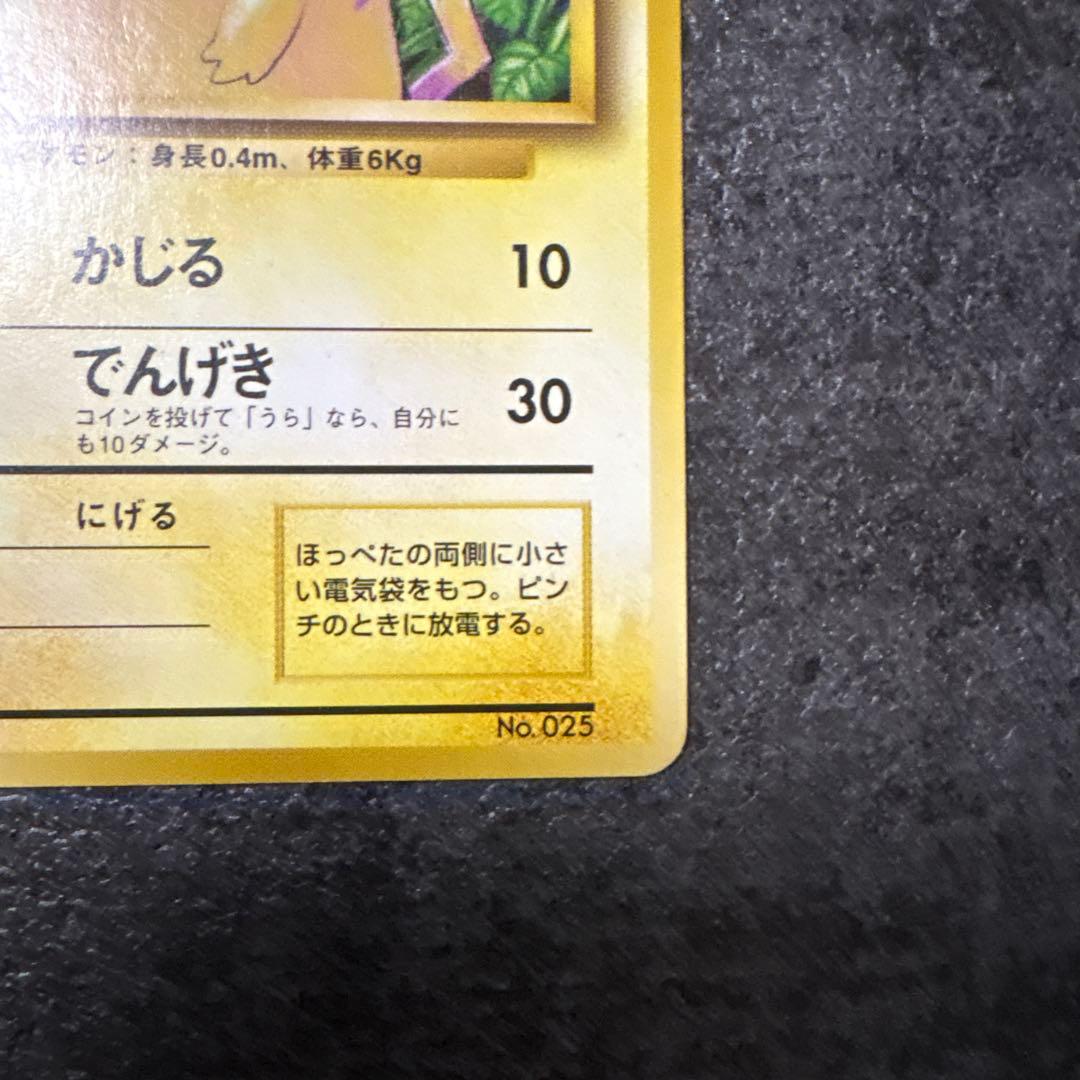 ケモン：身長0.4m、体重6Kg
かじる 10
でんげき 30
コインを投げて「うら」なら、自分に
も10ダメージ。
にげる
ほっぺたの両側に小さ
い電気袋をもつ。ピン
チのときに放電する。
No. 025